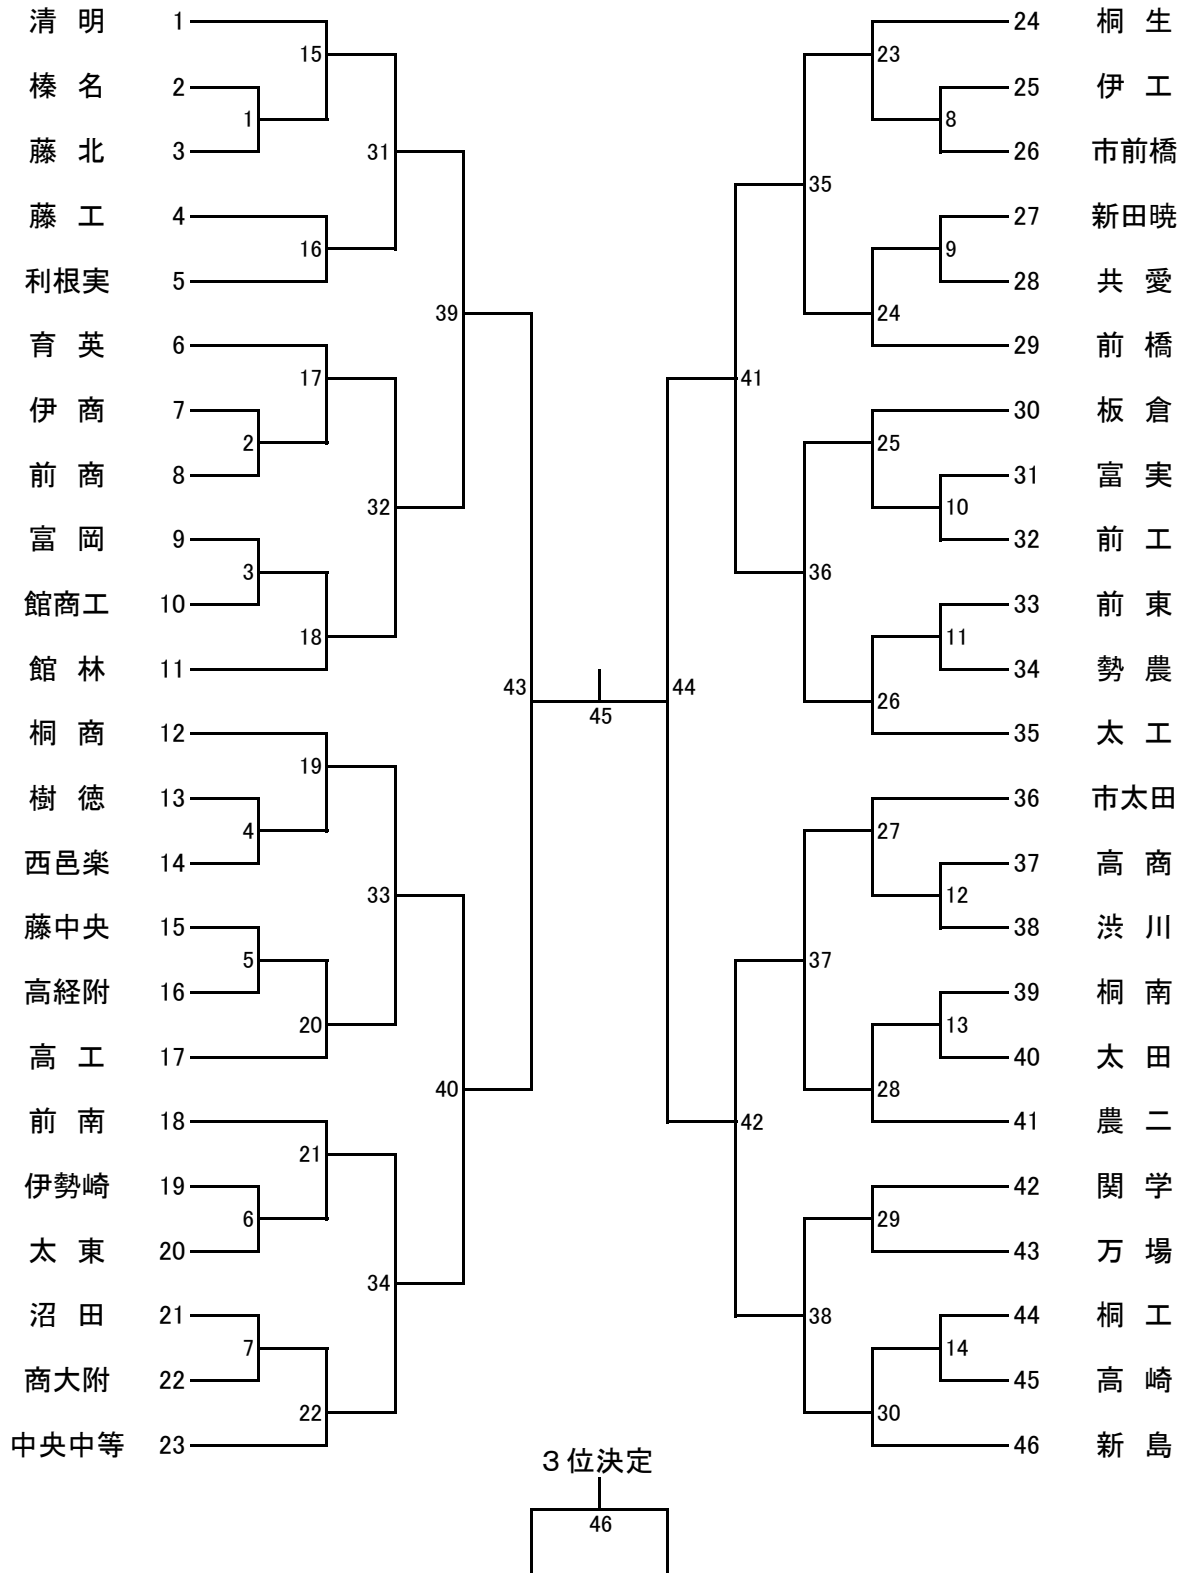 清 明 1
榛 名 2
藤 北 3
藤 工 4
利根実 5
育 英 6
伊 商 7
前 商 8
富 岡 9
館商工 10
館 林 11
桐 商 12
樹 徳 13
西邑楽 14
藤中央 15
高経附 16
高 工 17
前 南 18
伊勢崎 19
太 東 20
沼 田 21
商大附 22
中央中等 23
1
2
3
4
5
6
7
15
16
17
18
19
20
21
22
31
32
33
34
39
40
43
45
44
41
42
35
36
37
38
23
24
25
26
27
28
29
30
8
9
10
11
12
13
14
24 桐 生
25 伊 工
26 市前橋
27 新田暁
28 共 愛
29 前 橋
30 板 倉
31 富 実
32 前 工
33 前 東
34 勢 農
35 太 工
36 市太田
37 高 商
38 渋 川
39 桐 南
40 太 田
41 農 二
42 関 学
43 万 場
44 桐 工
45 高 崎
46 新 島
３位決定
46